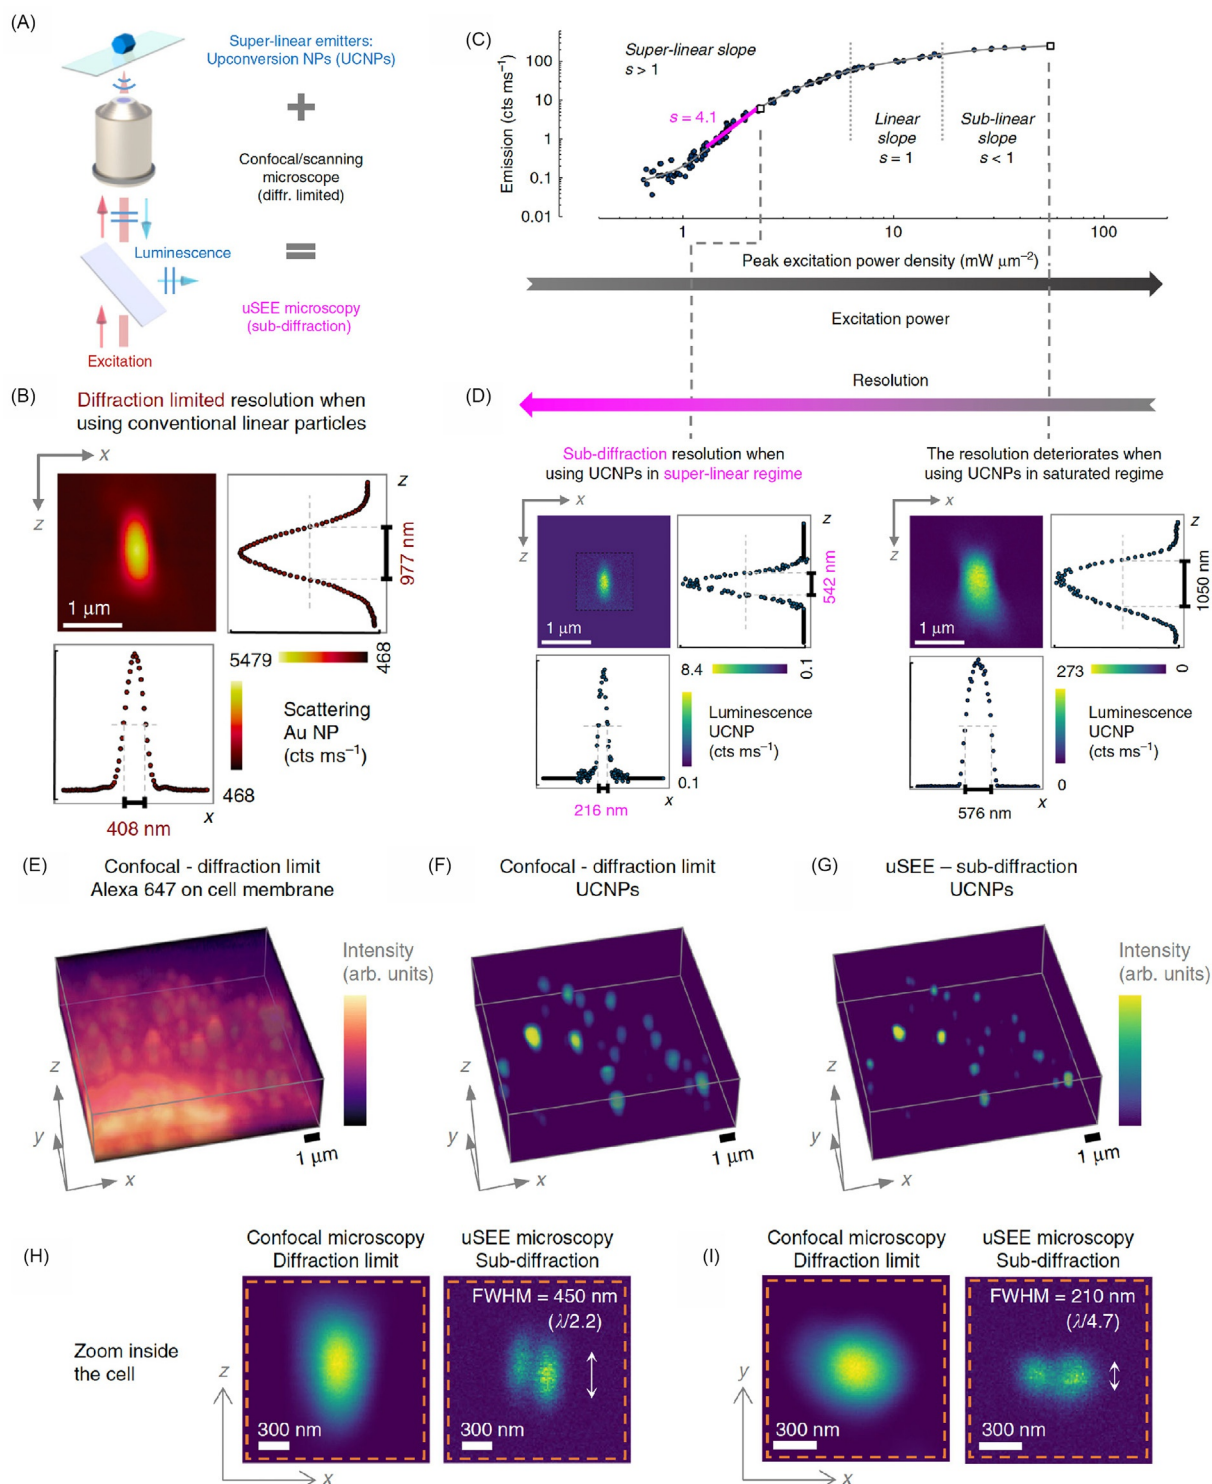 (A)
Super-linear emitters:
Upconversion NPs (UCNPs)
Confocal/scanning
microscope
(diffr. limited)
Luminescence
uSEE microscopy
(sub-diffraction)
Excitation
(C)
Emission (cts ms⁻¹)
100
10
1
0.1
0.01
Super-linear slope
s > 1
s = 4.1
Linear
slope
s = 1
Sub-linear
slope
s < 1
1
10
100
Peak excitation power density (mW μm⁻²)
Excitation power
Resolution
(B)
Diffraction limited resolution when
using conventional linear particles
x
z
1 μm
z
977 nm
5479
468
Scattering
Au NP
(cts ms⁻¹)
468
x
408 nm
(D)
Sub-diffraction resolution when
using UCNPs in super-linear regime
x
z
1 μm
z
542 nm
8.4
0.1
Luminescence
UCNP
(cts ms⁻¹)
0.1
x
216 nm
The resolution deteriorates when
using UCNPs in saturated regime
x
z
1 μm
z
1050 nm
273
0
Luminescence
UCNP
(cts ms⁻¹)
0
x
576 nm
(E)
Confocal - diffraction limit
Alexa 647 on cell membrane
Intensity
(arb. units)
z
y
x
1 μm
(F)
Confocal - diffraction limit
UCNPs
z
y
x
1 μm
(G)
uSEE – sub-diffraction
UCNPs
Intensity
(arb. units)
z
y
x
1 μm
(H)
Zoom inside
the cell
Confocal microscopy
Diffraction limit
300 nm
uSEE microscopy
Sub-diffraction
FWHM = 450 nm
(λ/2.2)
300 nm
z
x
(I)
Confocal microscopy
Diffraction limit
300 nm
uSEE microscopy
Sub-diffraction
FWHM = 210 nm
(λ/4.7)
300 nm
y
x